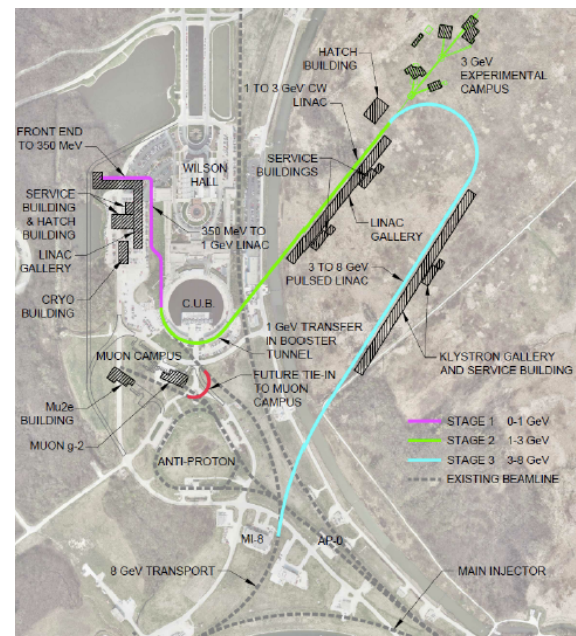 HATCH
BUILDING
3 GeV
EXPERIMENTAL
CAMPUS
1 TO 3 GeV CW
LINAC
FRONT END
TO 350 MeV
WILSON
HALL
SERVICE
BUILDINGS
SERVICE
BUILDING
& HATCH
BUILDING
350 MeV TO
1 GeV LINAC
LINAC
GALLERY
LINAC
GALLERY
3 TO 8 GeV
PULSED LINAC
CRYO
BUILDING
C.U.B.
1 GeV TRANSFER
IN BOOSTER
TUNNEL
MUON CAMPUS
KLYSTRON GALLERY
AND SERVICE BUILDING
FUTURE TIE-IN
TO MUON
CAMPUS
Mu2e
BUILDING
MUON g-2
STAGE 1 0-1 GeV
STAGE 2 1-3 GeV
STAGE 3 3-8 GeV
EXISTING BEAMLINE
ANTI-PROTON
MI-8
AP-0
8 GeV TRANSPORT
MAIN INJECTOR